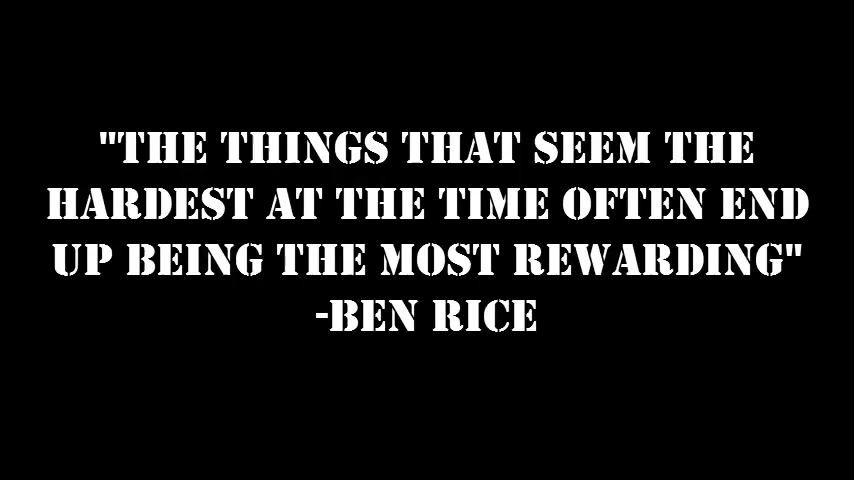 "THE THINGS THAT SEEM THE
HARDEST AT THE TIME OFTEN END
UP BEING THE MOST REWARDING"
-BEN RICE